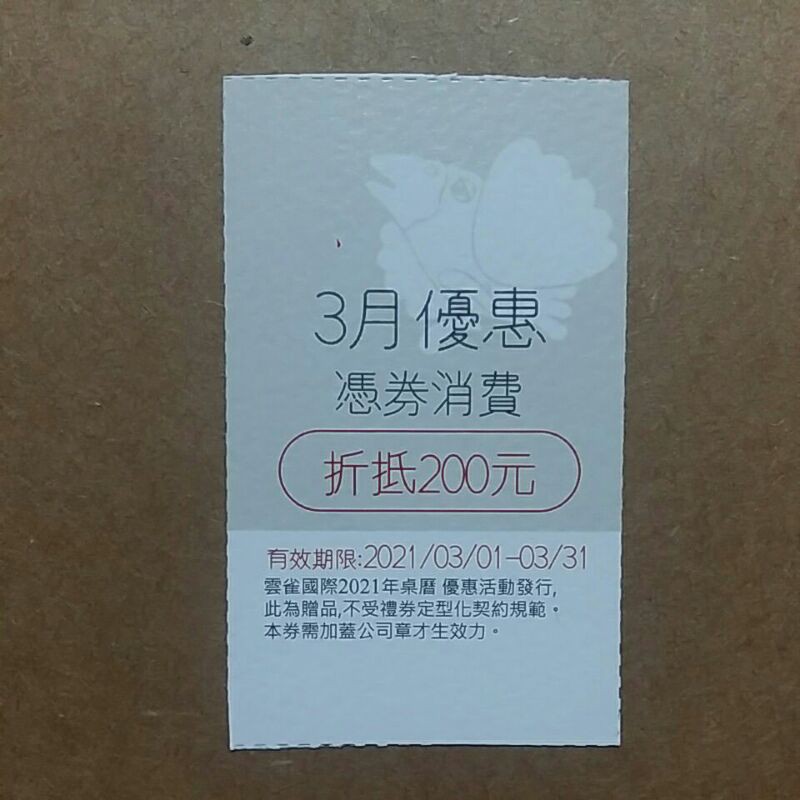 3月優惠
憑券消費
折抵200元
有效期限:2021/03/01-03/31
雲雀國際2021年桌曆 優惠活動發行,
此為贈品,不受禮券定型化契約規範。
本券需加蓋公司章才生效力。